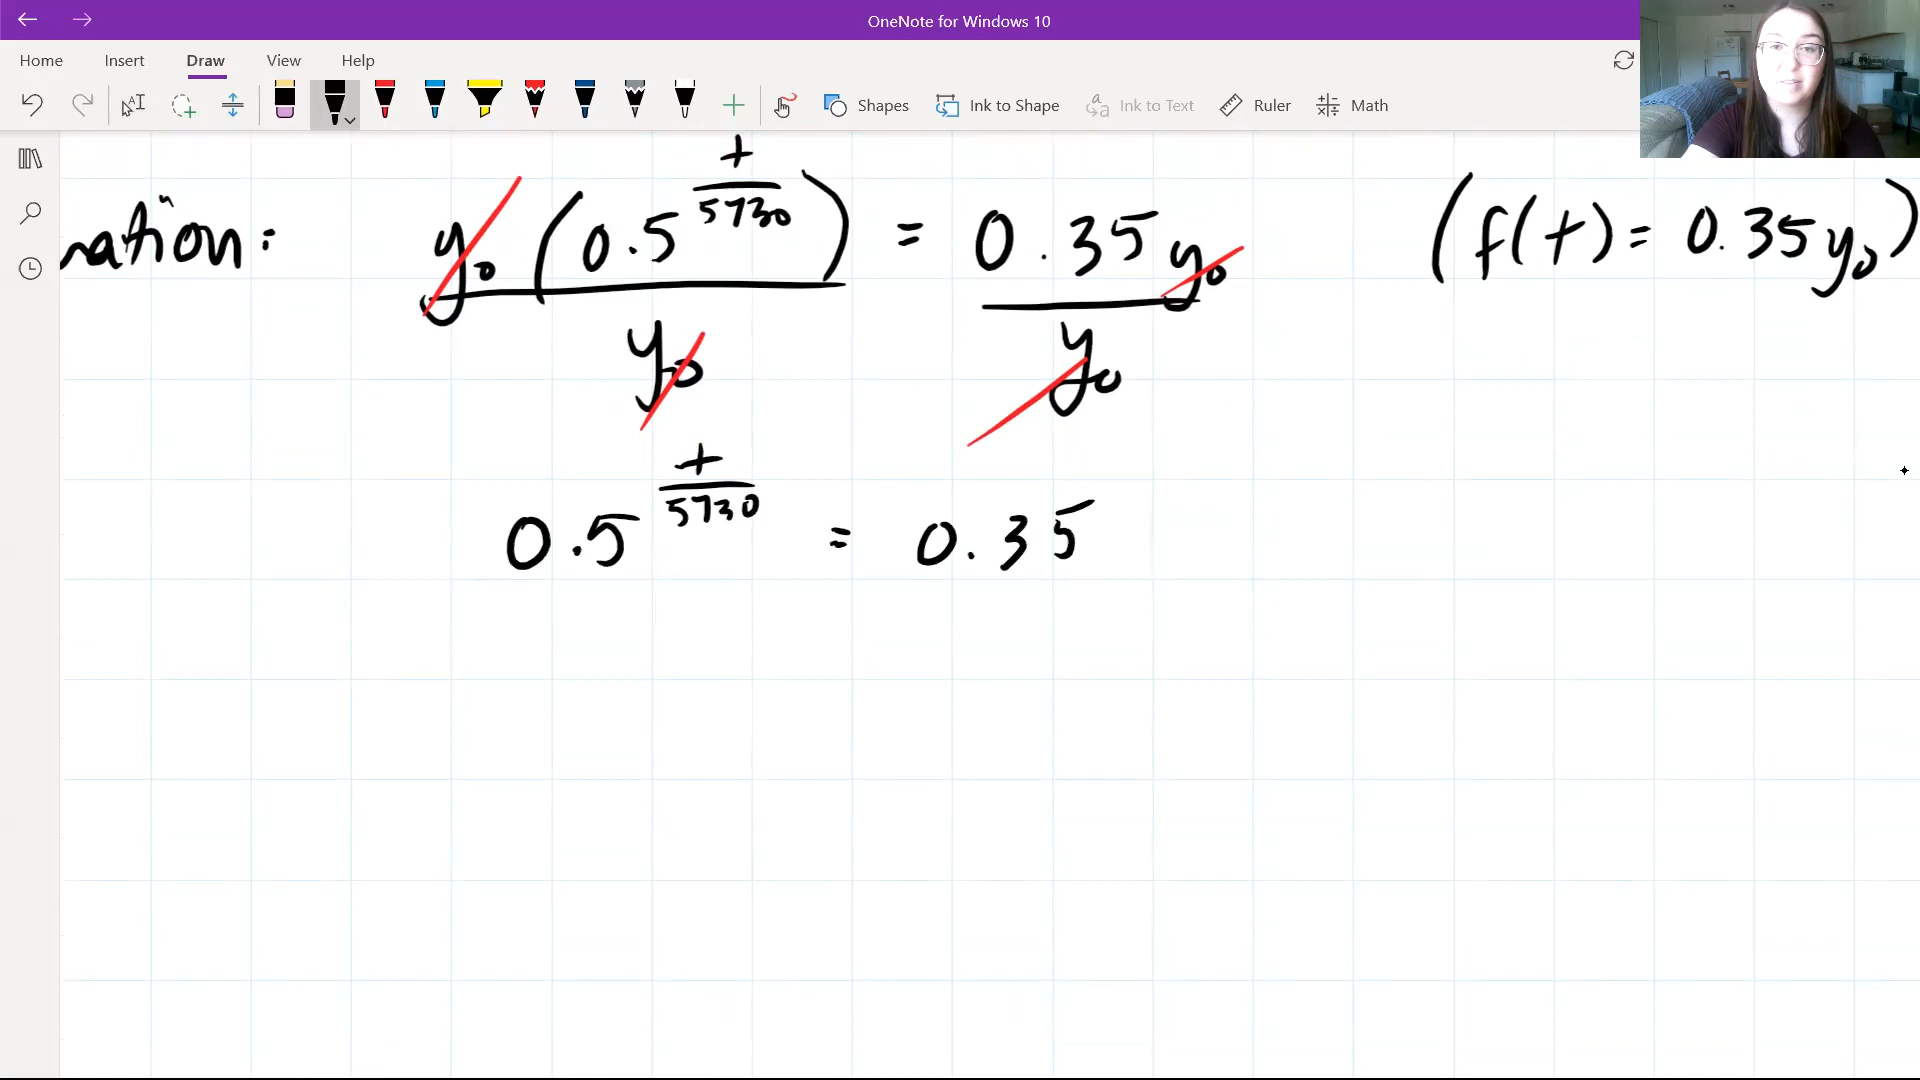 OneNote for Windows 10
Home Insert Draw View Help
Shapes Ink to Shape Ink to Text Ruler Math
y₀(0.5^(t/5730)) = 0.35y₀ (f(t) = 0.35y₀)
y₀ y₀
0.5^(t/5730) = 0.35